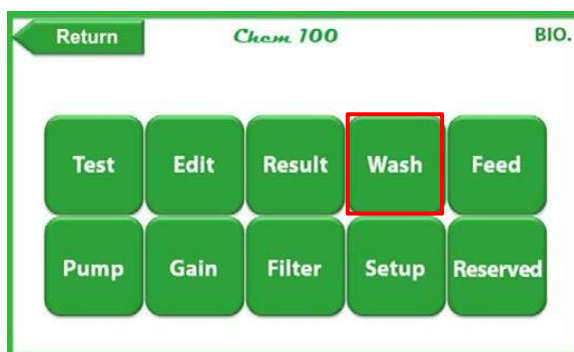 Return Chem 100 BIO.
Test Edit Result Wash Feed
Pump Gain Filter Setup Reserved